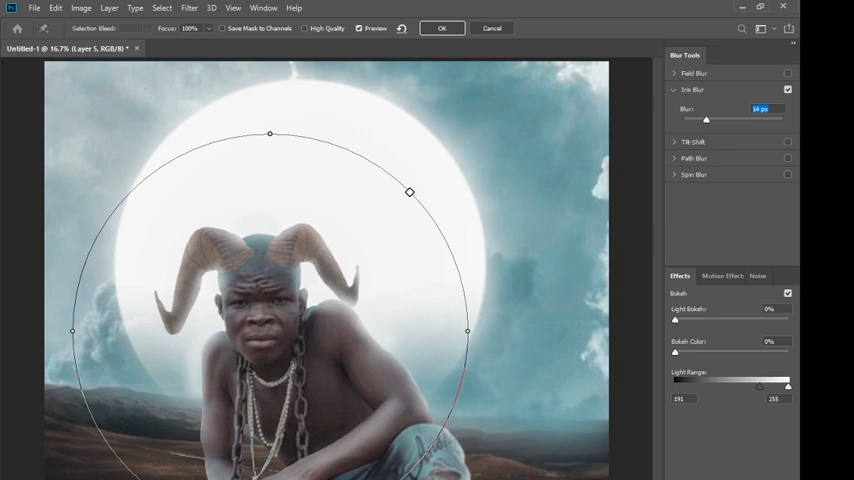 Ps File Edit Image Layer Type Select Filter 3D View Window Help
Selection Bleed: Focus: 100% Save Mask to Channels High Quality Preview OK Cancel
Untitled-1 @ 16.7% (Layer 5, RGB/8) * ×
Blur Tools
Field Blur
Iris Blur
Blur: 14 px
Tilt-Shift
Path Blur
Spin Blur
Effects Motion Effect: Noise
Bokeh
Light Bokeh: 0%
Bokeh Color: 0%
Light Range:
191 255